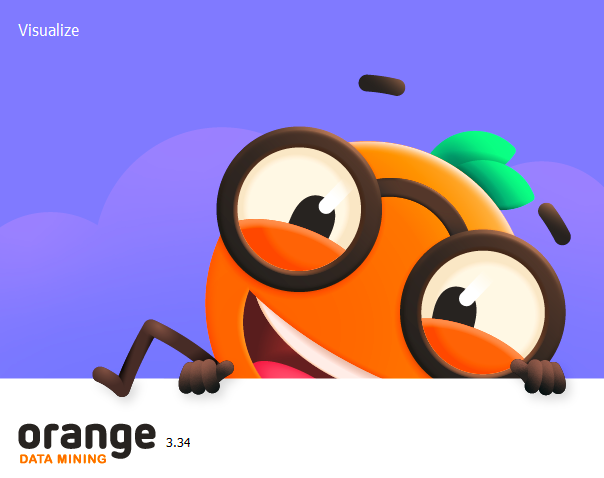 Visualize
orange 3.34
DATA MINING